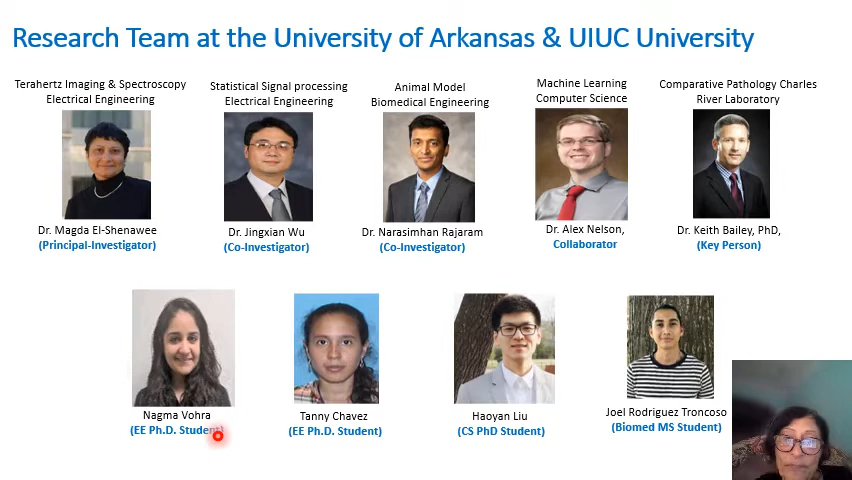 Research Team at the University of Arkansas & UIUC University
Terahertz Imaging & Spectroscopy
Electrical Engineering
Dr. Magda El-Shenawee
(Principal-Investigator)
Statistical Signal processing
Electrical Engineering
Dr. Jingxian Wu
(Co-Investigator)
Animal Model
Biomedical Engineering
Dr. Narasimhan Rajaram
(Co-Investigator)
Machine Learning
Computer Science
Dr. Alex Nelson,
Collaborator
Comparative Pathology Charles
River Laboratory
Dr. Keith Bailey, PhD,
(Key Person)
Nagma Vohra
(EE Ph.D. Student)
Tanny Chavez
(EE Ph.D. Student)
Haoyan Liu
(CS PhD Student)
Joel Rodriguez Troncoso
(Biomed MS Student)